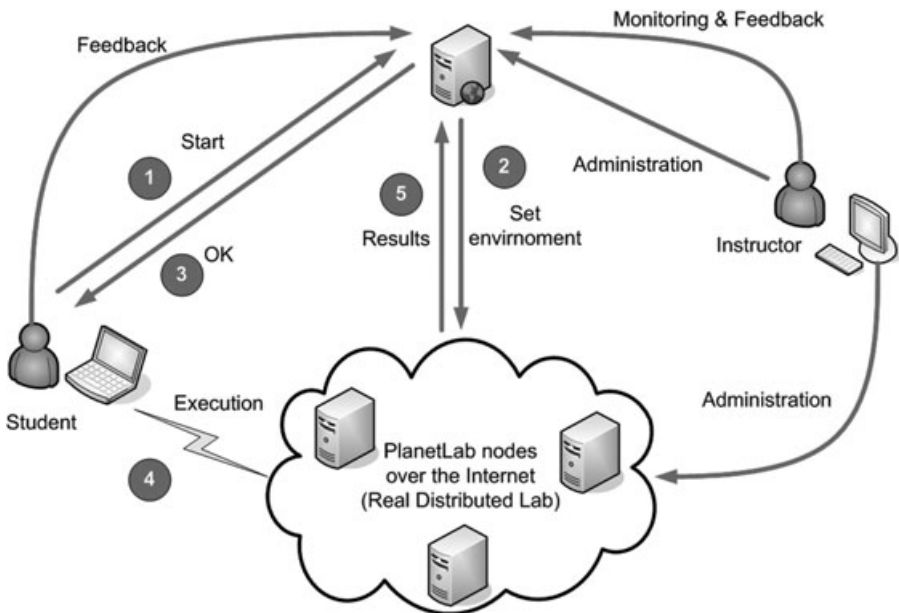 Monitoring & Feedback
Feedback
Start
1
2
Administration
5
Set
envirnoment
Results
Instructor
OK
3
Student
Execution
Administration
4
PlanetLab nodes
over the Internet
(Real Distributed Lab)